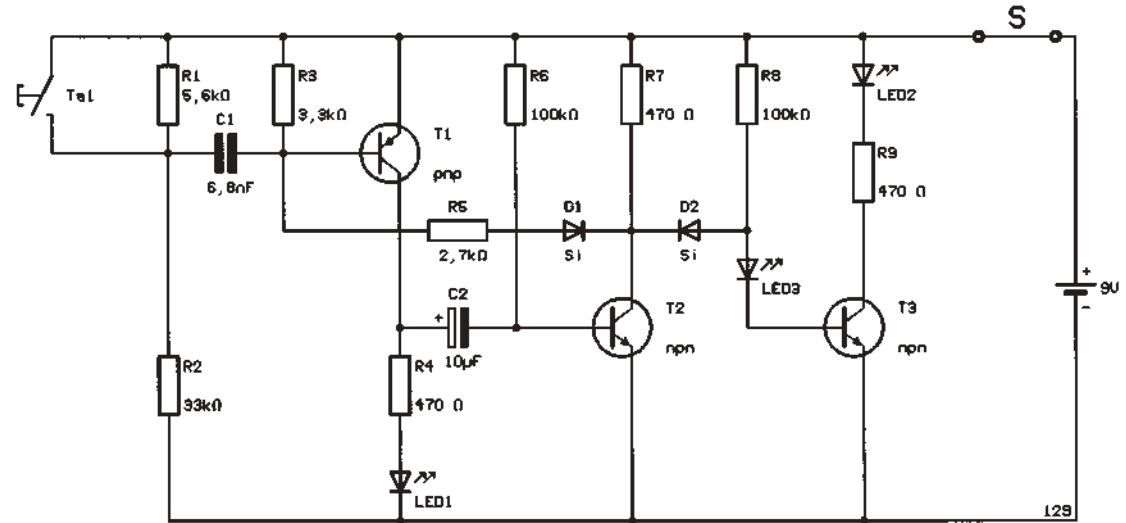 S
Ta1
R1
5,6kΩ
C1
6,8nF
R3
3,3kΩ
T1
pnp
R6
100kΩ
R7
470 Ω
R8
100kΩ
LED2
R9
470 Ω
R5
2,7kΩ
D1
Si
D2
Si
LED3
C2
+
10µF
T2
npn
T3
npn
+
9V
-
R2
33kΩ
R4
470 Ω
LED1
129